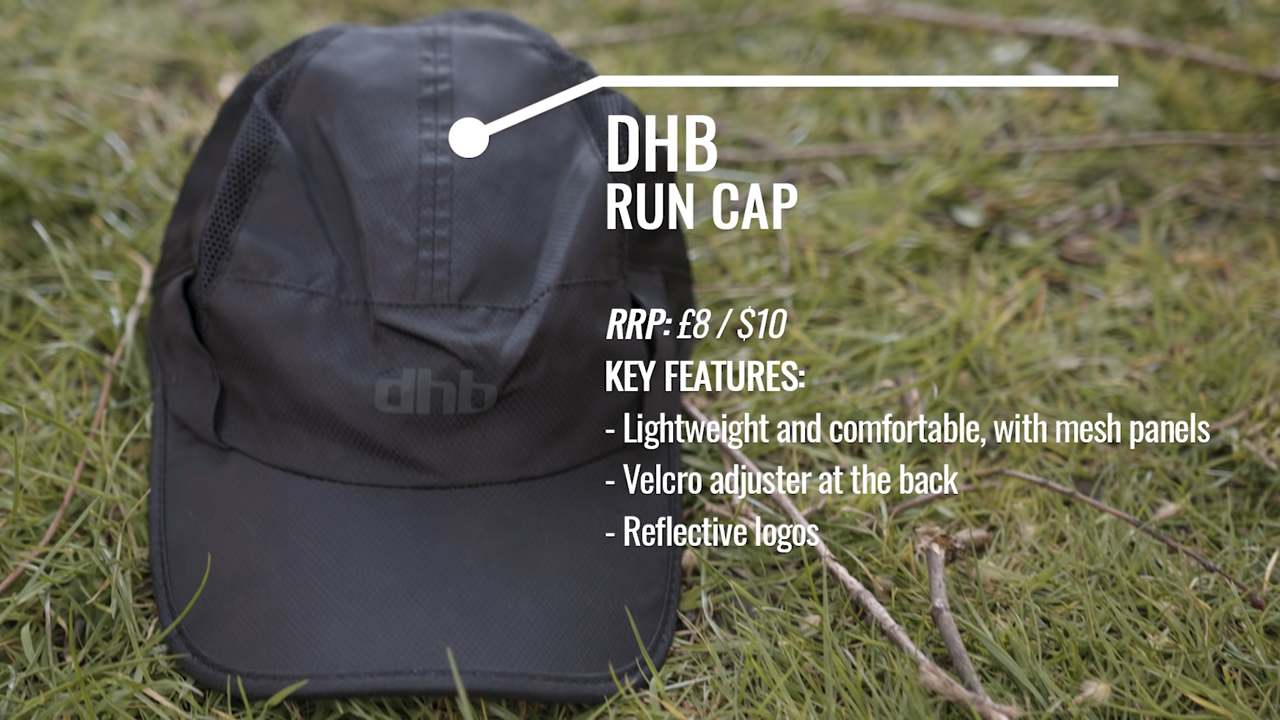 DHB
RUN CAP
RRP: £8 / $10
KEY FEATURES:
- Lightweight and comfortable, with mesh panels
- Velcro adjuster at the back
- Reflective logos
dhb